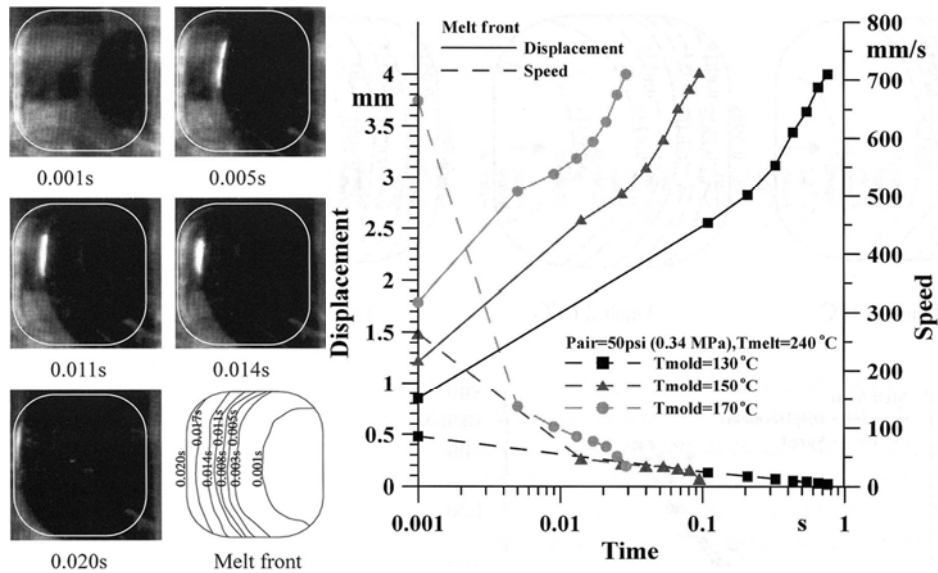 0.001s
0.005s
0.011s
0.014s
0.020s
0.020s
0.017s
0.014s
0.011s
0.008s
0.005s
0.003s
0.001s
Melt front
Melt front
Displacement
Speed
4
mm
3.5
3
2.5
2
1.5
1
0.5
0
Displacement
800
mm/s
700
600
500
400
300
200
100
0
Speed
Pair=50psi (0.34 MPa),Tmelt=240°C
Tmold=130°C
Tmold=150°C
Tmold=170°C
0.001
0.01
0.1
s
1
Time